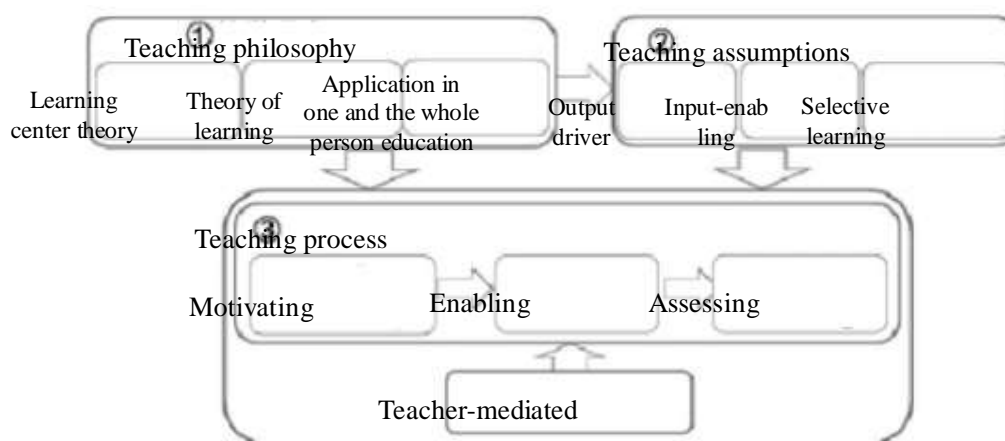 ①
Teaching philosophy
Learning
center theory
Theory of
learning
Application in
one and the whole
person education
②
Teaching assumptions
Output
driver
Input-enab
ling
Selective
learning
③
Teaching process
Motivating
Enabling
Assessing
Teacher-mediated